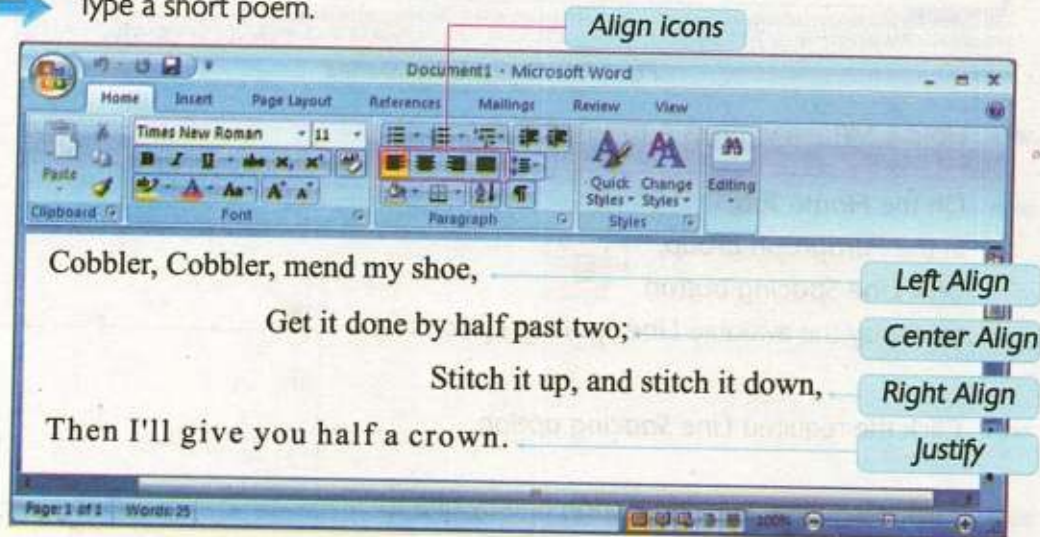 Type a short poem.
Align icons
Document1 - Microsoft Word
Home Insert Page Layout References Mailings Review View
Times New Roman 11
Paste
Quick Styles Change Styles Editing
Clipboard Font Paragraph Styles
Cobbler, Cobbler, mend my shoe, Left Align
Get it done by half past two; Center Align
Stitch it up, and stitch it down, Right Align
Then I'll give you half a crown. Justify
Page: 1 of 1 Words: 25 100%